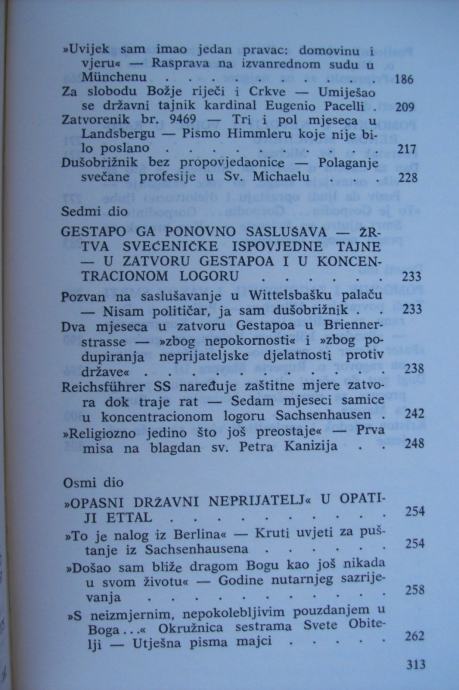 »Uvijek sam imao jedan pravac: domovinu i
vjeru« — Rasprava na izvanrednom sudu u
Münchenu . . . . . . . . . . 186
Za slobodu Božje riječi i Crkve — Umiješao
se državni tajnik kardinal Eugenio Pacelli . 209
Zatvorenik br. 9469 — Tri i pol mjeseca u
Landsbergu — Pismo Himmleru koje nije bi-
lo poslano . . . . . . . . . . 217
Dušobrižnik bez propovjedaonice — Polaganje
svečane profesije u Sv. Michaelu . . . . 228
Sedmi dio
GESTAPO GA PONOVNO SASLUŠAVA — ŽR-
TVA SVEĆENIČKE ISPOVJEDNE TAJNE
— U ZATVORU GESTAPOA I U KONCEN-
TRACIONOM LOGORU . . . . . . 233
Pozvan na saslušavanje u Wittelsbašku palaču
— Nisam političar, ja sam dušobrižnik . . 233
Dva mjeseca u zatvoru Gestapoa u Brienner-
strasse — »zbog nepokornosti« i »zbog po-
dupiranja neprijateljske djelatnosti protiv
države« . . . . . . . . . . . 238
Reichsführer SS naređuje zaštitne mjere zatvo-
ra dok traje rat — Sedam mjeseci samice
u koncentracionom logoru Sachsenhausen . 242
»Religiozno jedino što još preostaje« — Prva
misa na blagdan sv. Petra Kanizija . . 248
Osmi dio
»OPASNI DRŽAVNI NEPRIJATELJ« U OPATI-
JI ETTAL . . . . . . . . . . 254
»To je nalog iz Berlina« — Kruti uvjeti za puš-
tanje iz Sachsenhausena . . . . . . 254
»Došao sam bliže dragom Bogu kao još nikada
u svom životu« — Godine nutarnjeg sazrije-
vanja . . . . . . . . . . . 258
»S neizmjernim, nepokolebljivim pouzdanjem u
Boga...« Okružnica sestrama Svete Obite-
lji — Utješna pisma majci . . . . . 262
313